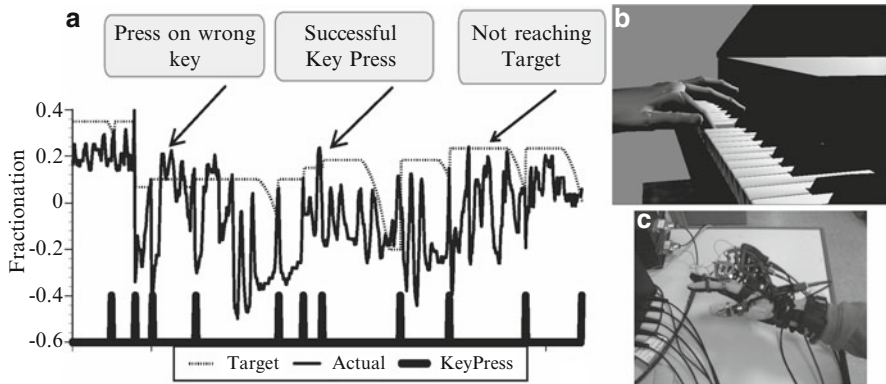 a
Press on wrong
key
Successful
Key Press
Not reaching
Target
b
0.4
0.2
0
-0.2
-0.4
-0.6
Fractionation
Target Actual KeyPress
c